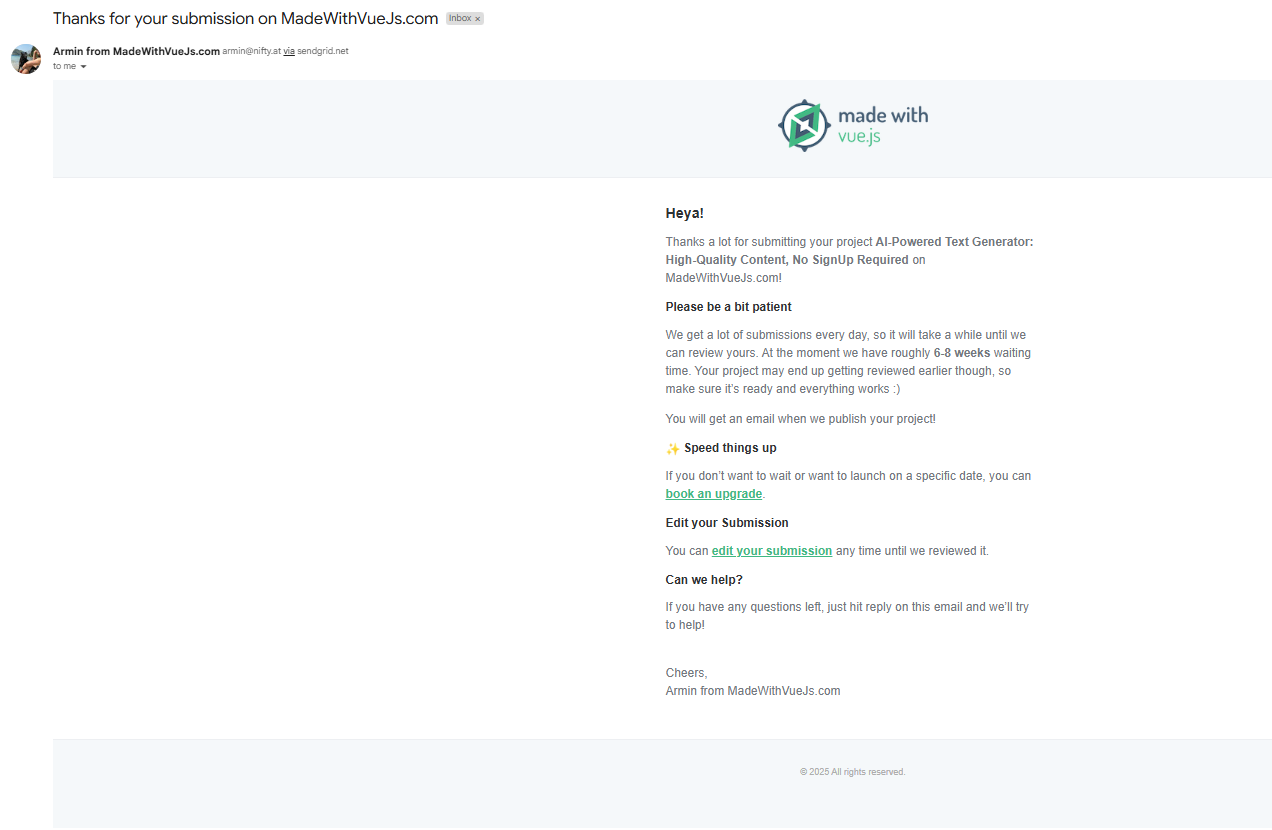 Thanks for your submission on MadeWithVueJs.com Inbox ×
Armin from MadeWithVueJs.com armin@nifty.at via sendgrid.net
to me
made with
vue.js
Heya!
Thanks a lot for submitting your project AI-Powered Text Generator:
High-Quality Content, No SignUp Required on
MadeWithVueJs.com!
Please be a bit patient
We get a lot of submissions every day, so it will take a while until we
can review yours. At the moment we have roughly 6-8 weeks waiting
time. Your project may end up getting reviewed earlier though, so
make sure it's ready and everything works :)
You will get an email when we publish your project!
✨ Speed things up
If you don't want to wait or want to launch on a specific date, you can
book an upgrade.
Edit your Submission
You can edit your submission any time until we reviewed it.
Can we help?
If you have any questions left, just hit reply on this email and we'll try
to help!
Cheers,
Armin from MadeWithVueJs.com
© 2025 All rights reserved.